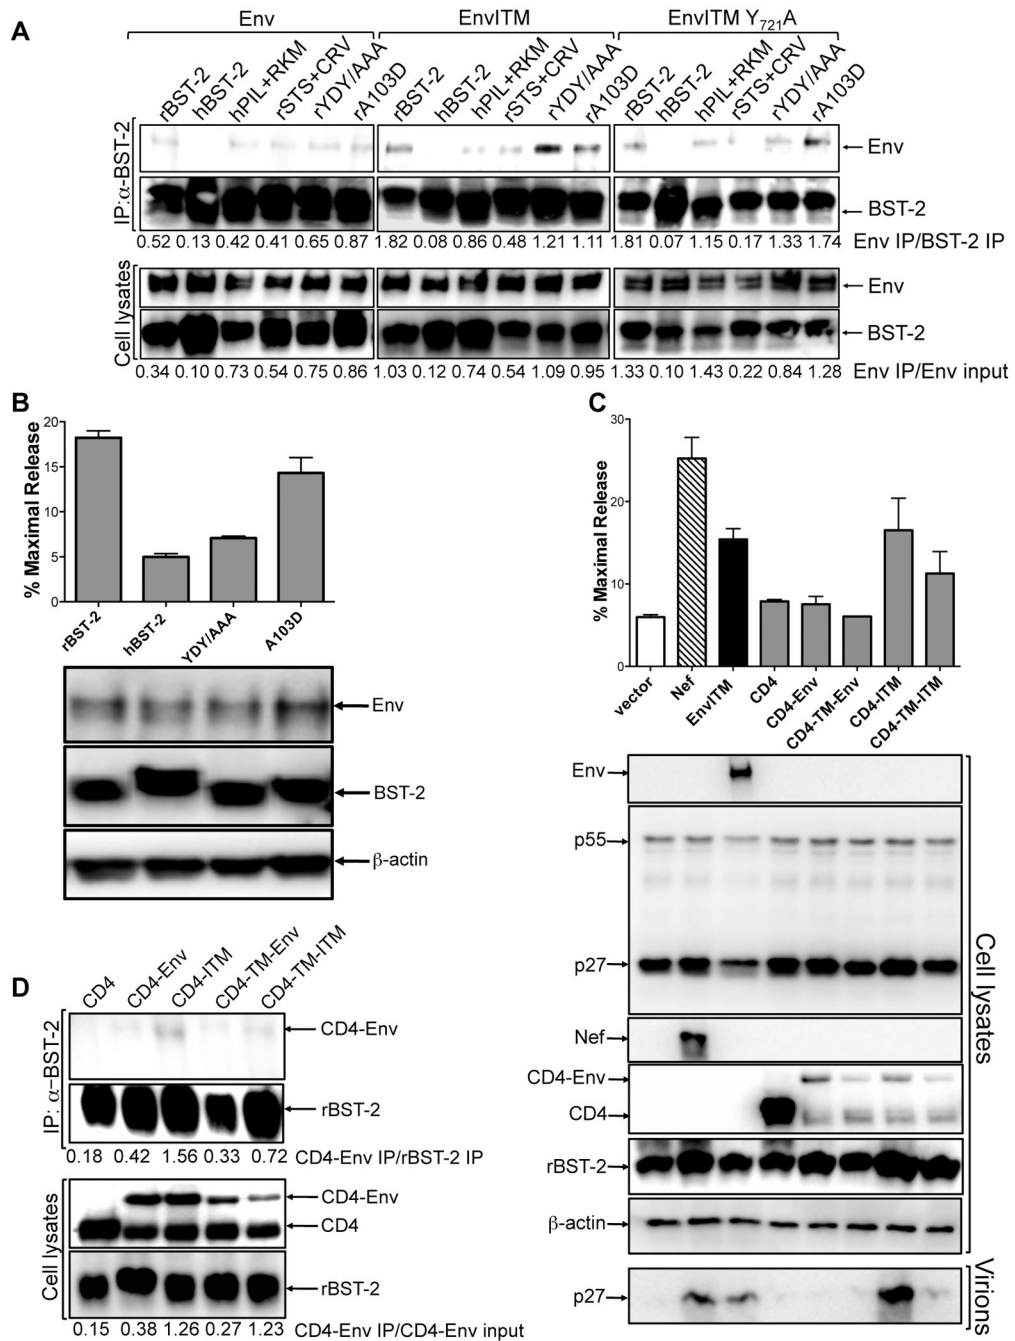 A
Env EnvITM EnvITM Y721A
rBST-2 hBST-2 hPIL+RKM rSTS+CRV rYDY/AAA rA103D rBST-2 hBST-2 hPIL+RKM rSTS+CRV rYDY/AAA rA103D rBST-2 hBST-2 hPIL+RKM rSTS+CRV rYDY/AAA rA103D
IP:α-BST-2
Env
BST-2
0.52 0.13 0.42 0.41 0.65 0.87 1.82 0.08 0.86 0.48 1.21 1.11 1.81 0.07 1.15 0.17 1.33 1.74 Env IP/BST-2 IP
Cell lysates
Env
BST-2
0.34 0.10 0.73 0.54 0.75 0.86 1.03 0.12 0.74 0.54 1.09 0.95 1.33 0.10 1.43 0.22 0.84 1.28 Env IP/Env input
B
% Maximal Release
20
15
10
5
0
rBST-2 hBST-2 YDY/AAA A103D
Env
BST-2
β-actin
C
% Maximal Release
30
20
10
0
vector Nef EnvITM CD4 CD4-Env CD4-TM-Env CD4-ITM CD4-TM-ITM
Env
p55
p27
Nef
CD4-Env
CD4
rBST-2
β-actin
Cell lysates
p27
Virions
D
CD4 CD4-Env CD4-ITM CD4-TM-Env CD4-TM-ITM
IP: α-BST-2
CD4-Env
rBST-2
0.18 0.42 1.56 0.33 0.72 CD4-Env IP/rBST-2 IP
Cell lysates
CD4-Env
CD4
rBST-2
0.15 0.38 1.26 0.27 1.23 CD4-Env IP/CD4-Env input